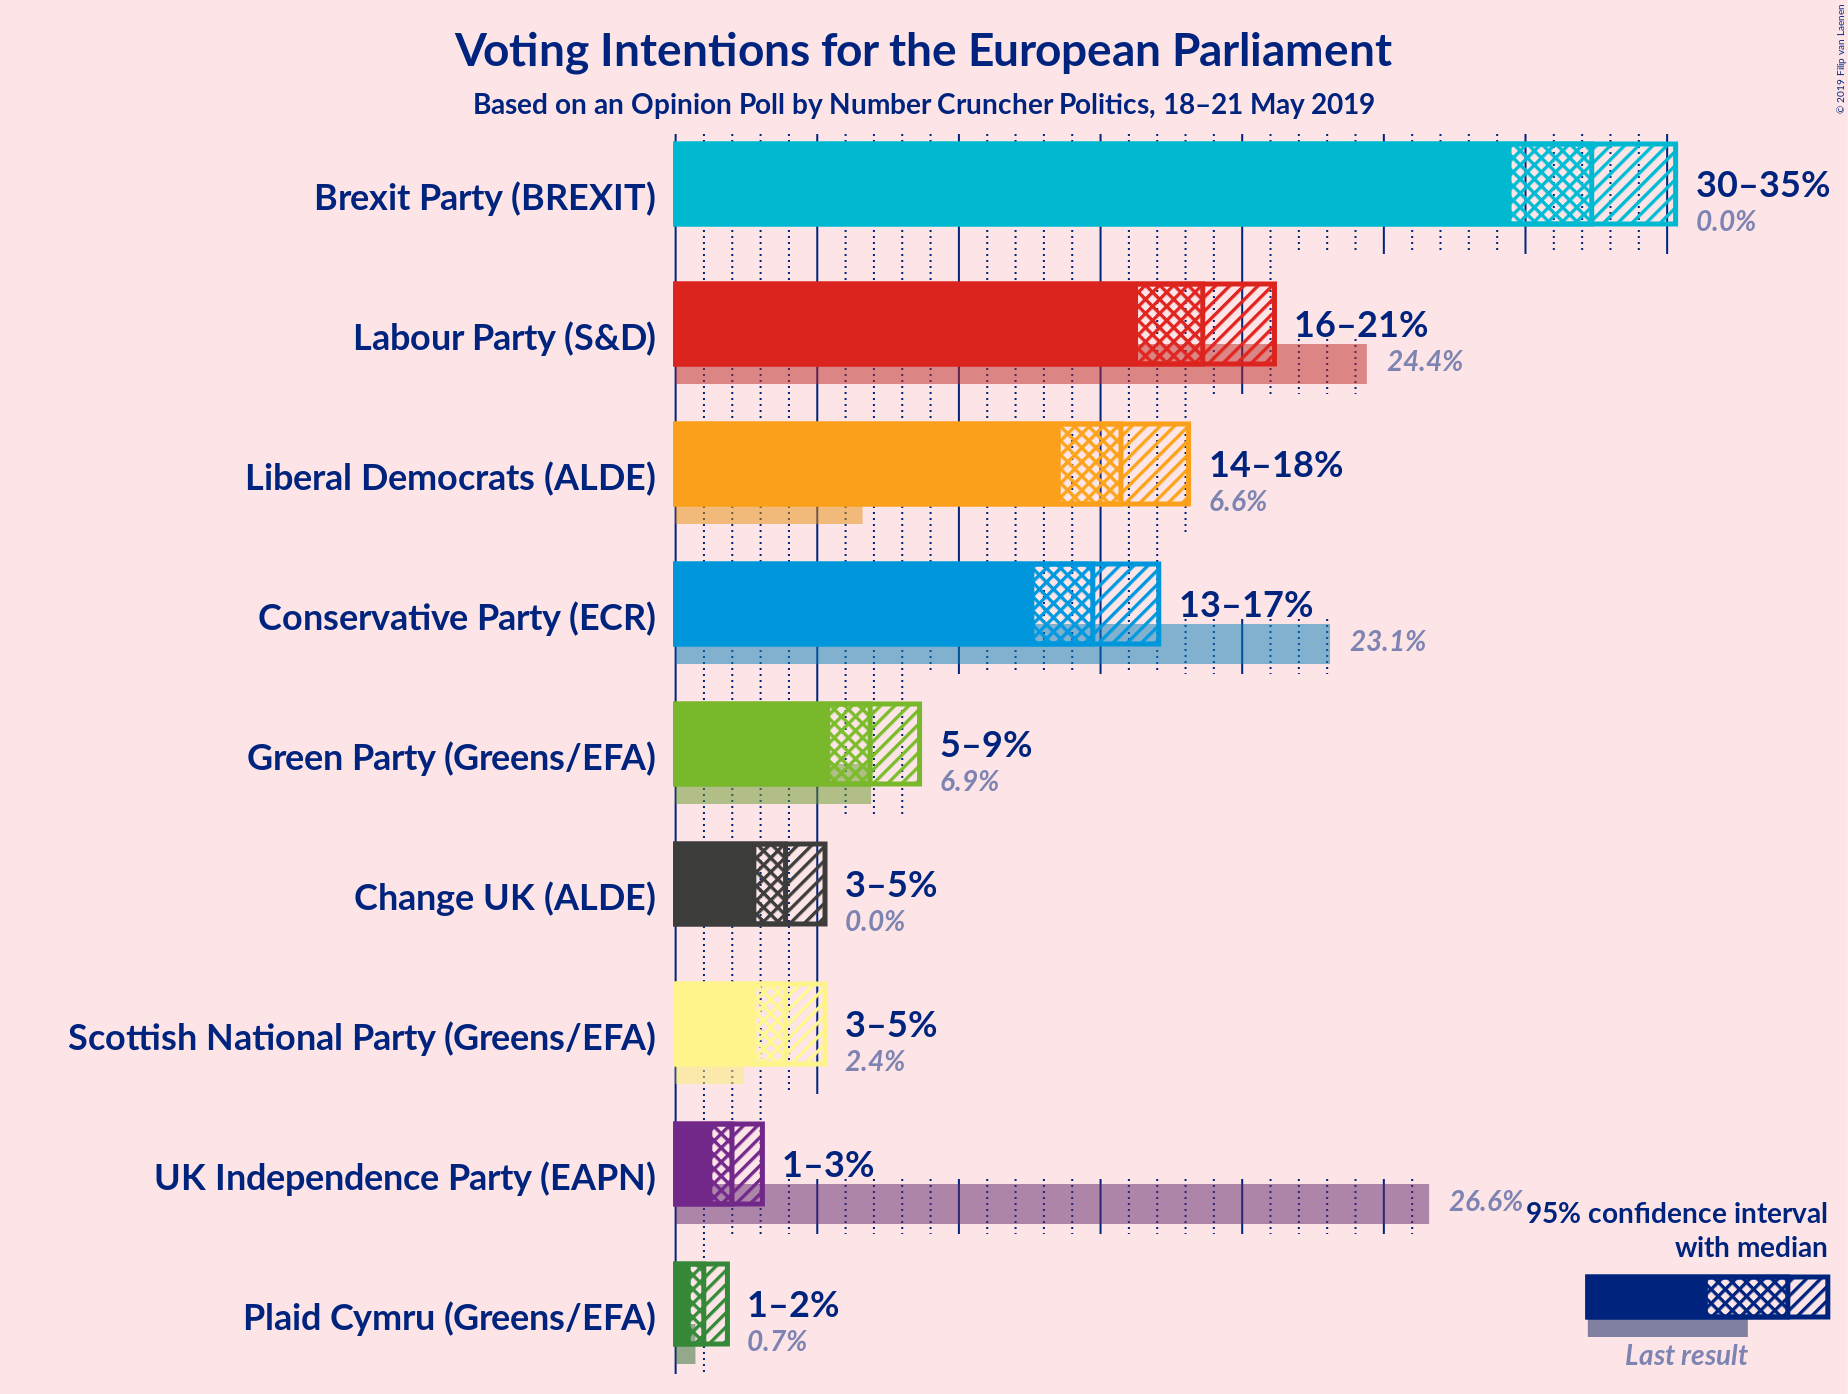 Voting Intentions for the European Parliament
Based on an Opinion Poll by Number Cruncher Politics, 18–21 May 2019
© 2019 Filip van Laenen
Brexit Party (BREXIT)
30–35%
0.0%
Labour Party (S&D)
16–21%
24.4%
Liberal Democrats (ALDE)
14–18%
6.6%
Conservative Party (ECR)
13–17%
23.1%
Green Party (Greens/EFA)
5–9%
6.9%
Change UK (ALDE)
3–5%
0.0%
Scottish National Party (Greens/EFA)
3–5%
2.4%
UK Independence Party (EAPN)
1–3%
26.6%
Plaid Cymru (Greens/EFA)
1–2%
0.7%
95% confidence interval
with median
Last result